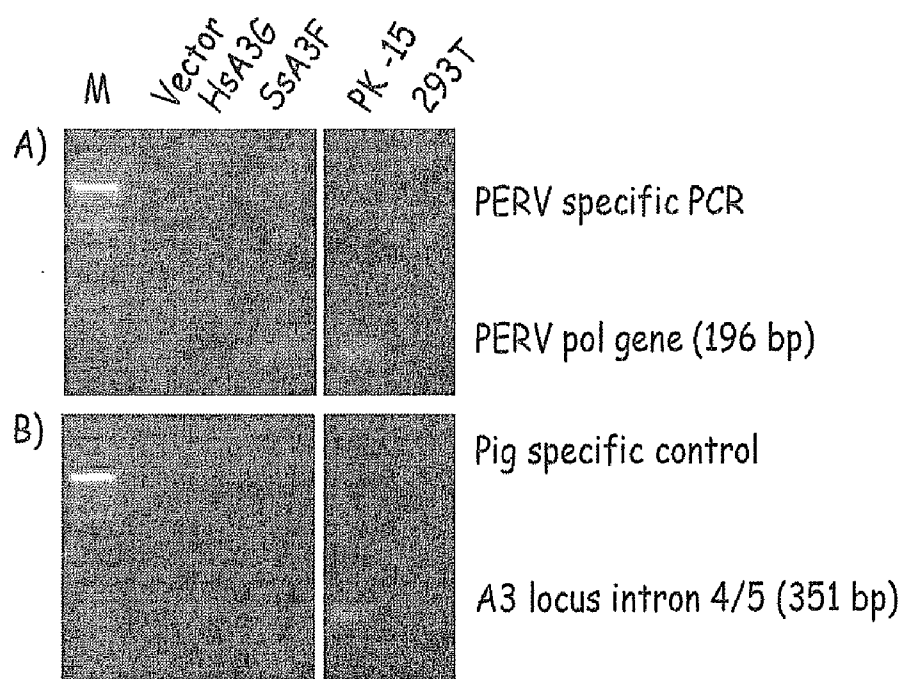 M Vector HsA3G SsA3F PK-15 293T
A)
PERV specific PCR
PERV pol gene (196 bp)
B)
Pig specific control
A3 locus intron 4/5 (351 bp)